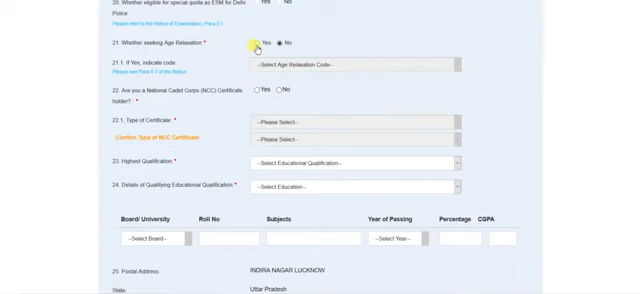 20. Whether eligible for special quota as ESM for Delhi Yes No
Police
Please refer to the Notice of Examination, Para 2.1
21. Whether seeking Age Relaxation * Yes No
21.1. If Yes, indicate code. --Select Age Relaxation Code--
Please see Para 5.1 of the Notice
22. Are you a National Cadet Corps (NCC) Certificate Yes No
holder? : *
22.1. Type of Certificate: * --Please Select--
Confirm Type of NCC Certificate: --Please Select--
23. Highest Qualification * --Select Educational Qualification--
24. Details of Qualifying Educational Qualification: * --Select Education--
Board/ University Roll No Subjects Year of Passing Percentage CGPA
--Select Board-- --Select Year--
25. Postal Address: INDIRA NAGAR LUCKNOW
State: Uttar Pradesh